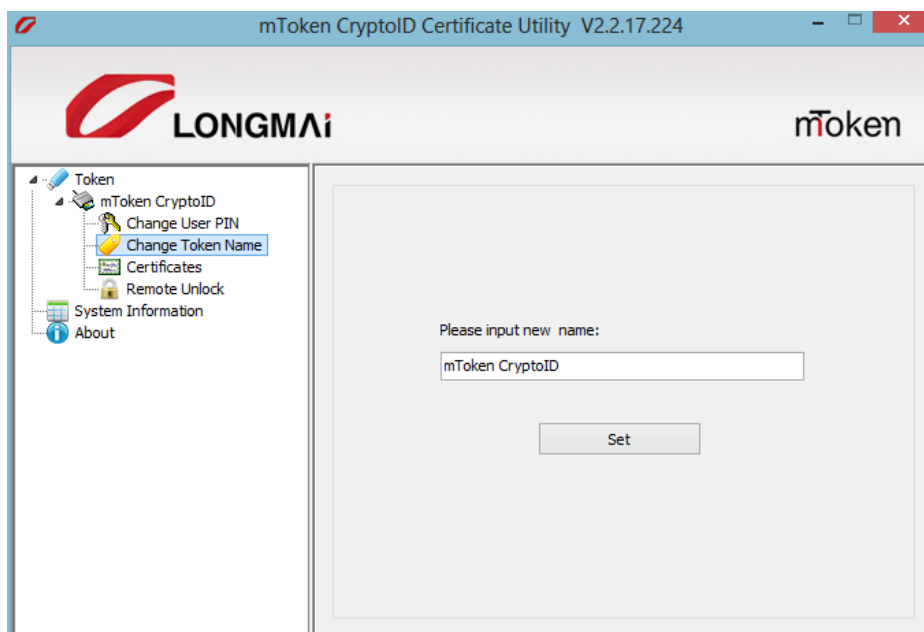 mToken CryptoID Certificate Utility V2.2.17.224
LONGMAi
mToken
Token
mToken CryptoID
Change User PIN
Change Token Name
Certificates
Remote Unlock
System Information
About
Please input new name:
mToken CryptoID
Set